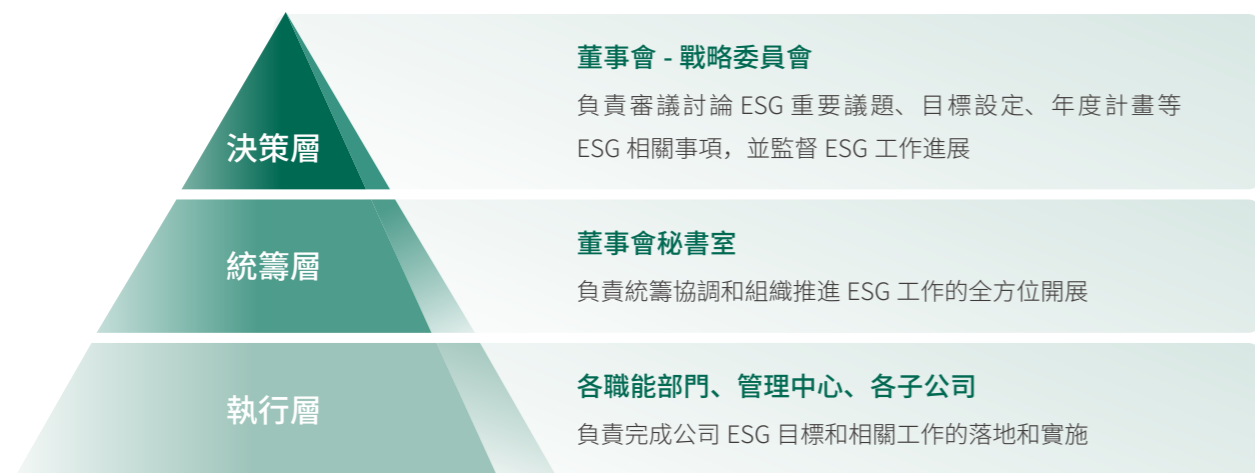 決策層
董事會 - 戰略委員會
負責審議討論 ESG 重要議題、目標設定、年度計畫等
ESG 相關事項，並監督 ESG 工作進展
統籌層
董事會秘書室
負責統籌協調和組織推進 ESG 工作的全方位開展
執行層
各職能部門、管理中心、各子公司
負責完成公司 ESG 目標和相關工作的落地和實施